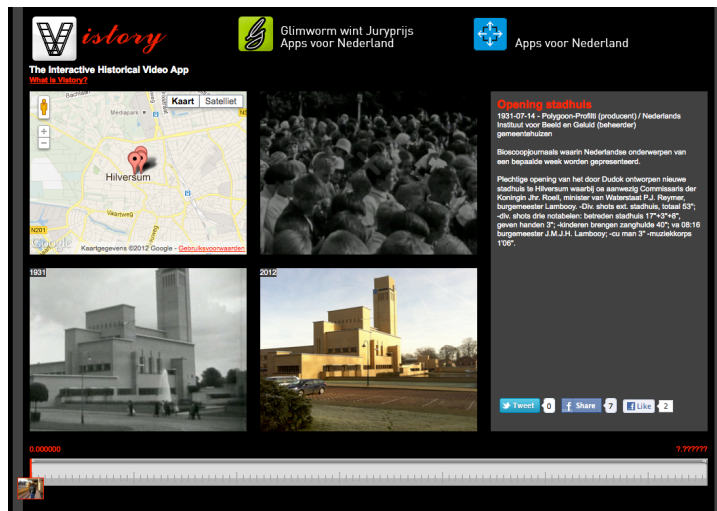 Vistory
Glimworm wint Juryprijs
Apps voor Nederland
Apps voor Nederland
The Interactive Historical Video App
What is Vistory?
Mediapark
Kaart Satelliet
Hilversum
Vaartweg
N201
Google
Kaartgegevens ©2012 Google - Gebruiksvoorwaarden
Opening stadhuis
1931-07-14 - Polygoon-Profilti (producent) / Nederlands
Instituut voor Beeld en Geluid (beheerder)
gemeentehuizen
Bioscoopjournaals waarin Nederlandse onderwerpen van
een bepaalde week worden gepresenteerd.
Plechtige opening van het door Dudok ontworpen nieuwe
stadhuis te Hilversum waarbij oa aanwezig Commissaris der
Koningin Jhr. Roell, minister van Waterstaat P.J. Reymer,
burgemeester Lambooy. -Div. shots ext. stadhuis, totaal 53";
-div. shots drie notabelen: betreden stadhuis 17"+3"+8",
geven handen 3"; -kinderen brengen zanghulde 40"; va 08:16
burgemeester J.M.J.H. Lambooy; -cu man 3" -muziekkorps
1'06".
1931
2012
Tweet 0 Share 7 Like 2
0.000000
?.??????